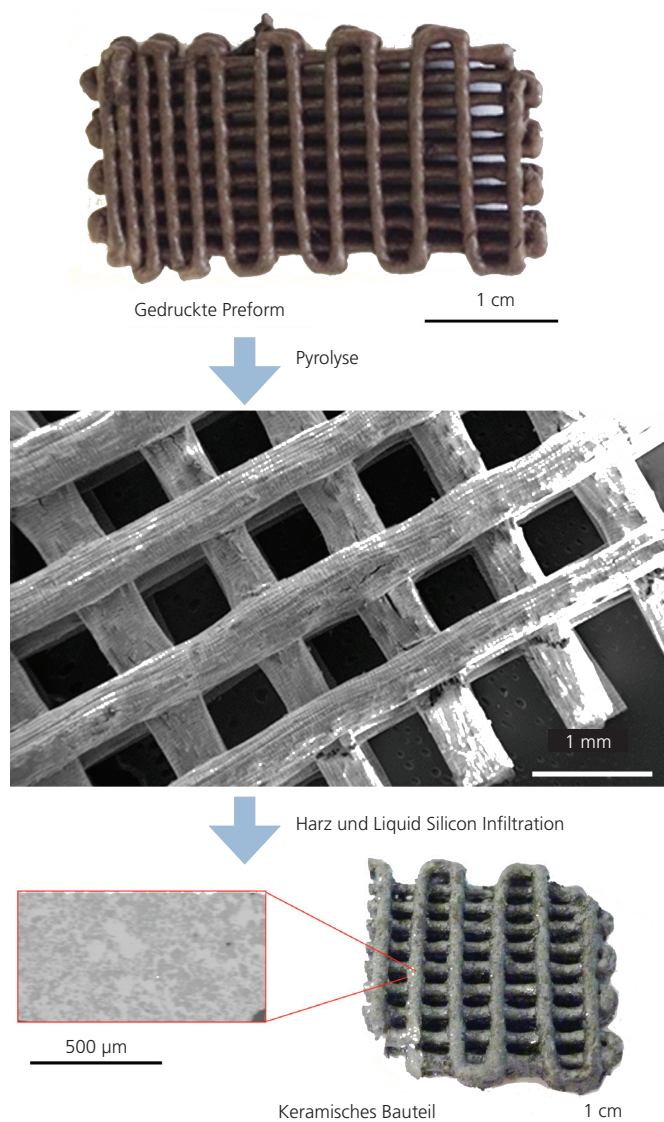 Gedruckte Preform
1 cm
Pyrolyse
1 mm
Harz und Liquid Silicon Infiltration
500 µm
Keramisches Bauteil
1 cm